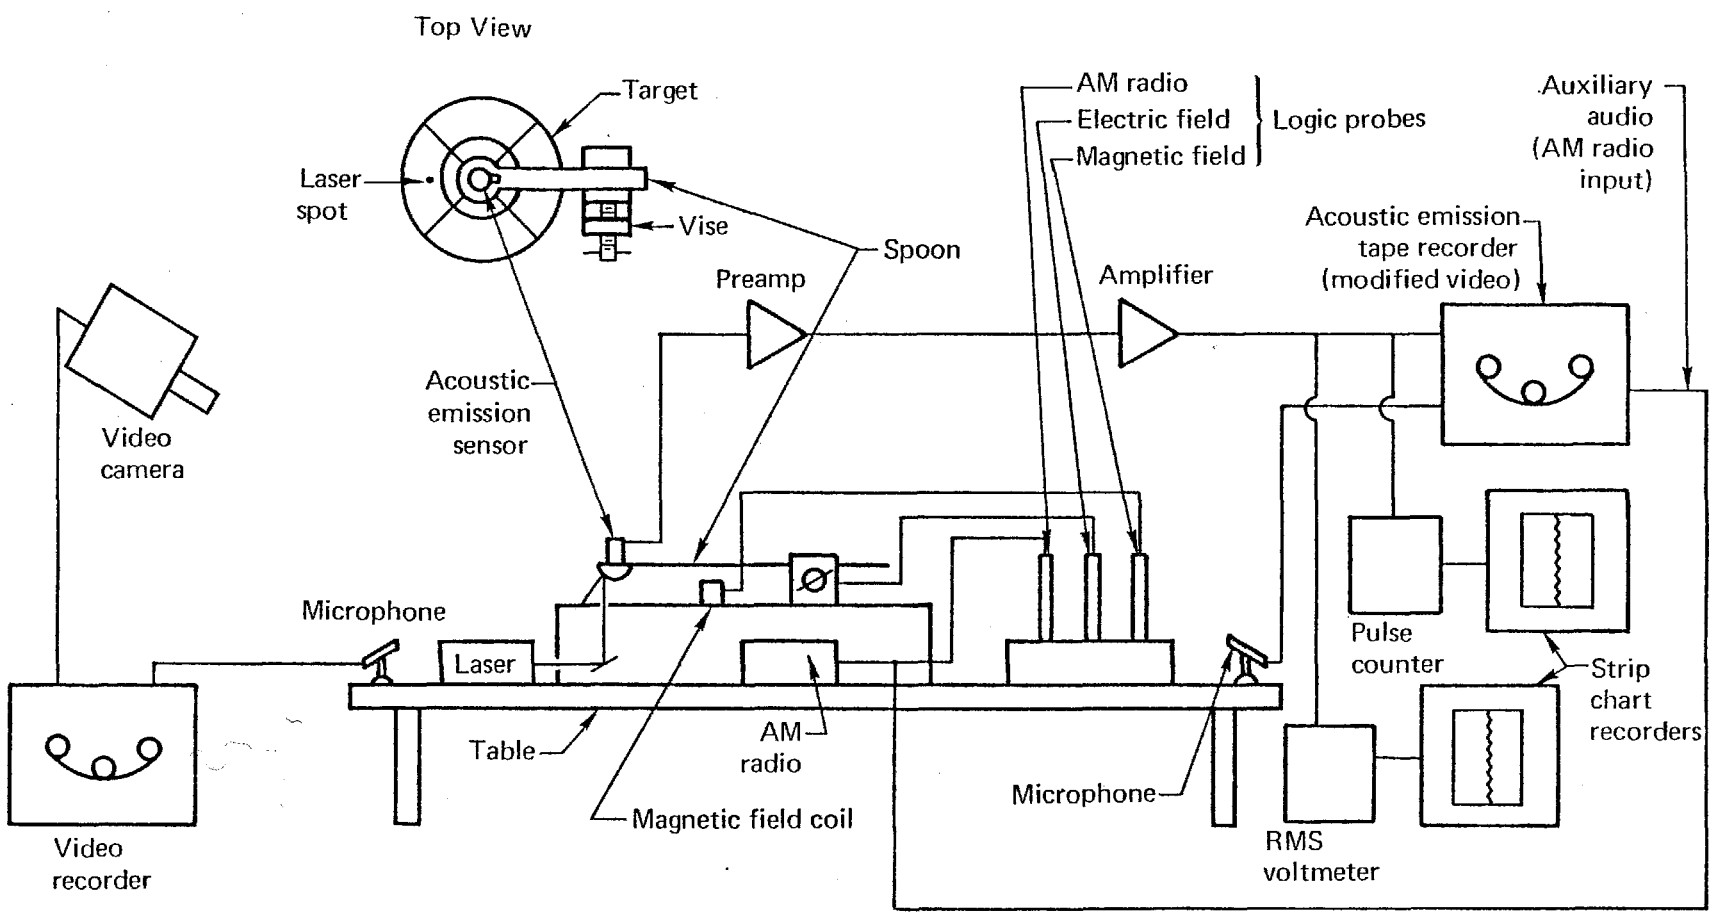 Top View
Target
Laser
spot
Vise
Spoon
AM radio
Electric field
Magnetic field
Logic probes
Auxiliary
audio
(AM radio
input)
Acoustic emission
tape recorder
(modified video)
Preamp
Amplifier
Acoustic
emission
sensor
Video
camera
Microphone
Laser
Pulse
counter
Strip
chart
recorders
Table
AM
radio
Microphone
Magnetic field coil
RMS
voltmeter
Video
recorder